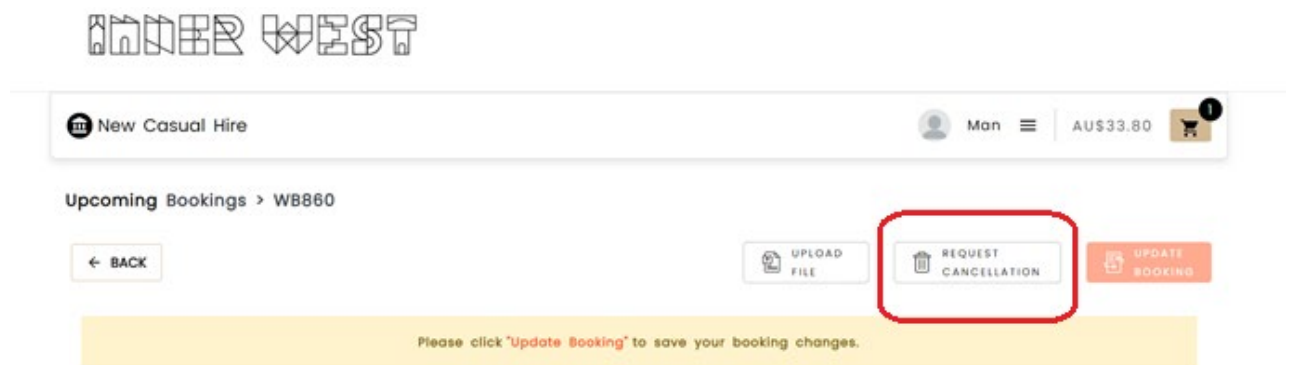 INNER WEST
New Casual Hire
Man
AU$33.80
1
Upcoming Bookings > WB860
← BACK
UPLOAD
FILE
REQUEST
CANCELLATION
UPDATE
BOOKING
Please click "Update Booking" to save your booking changes.